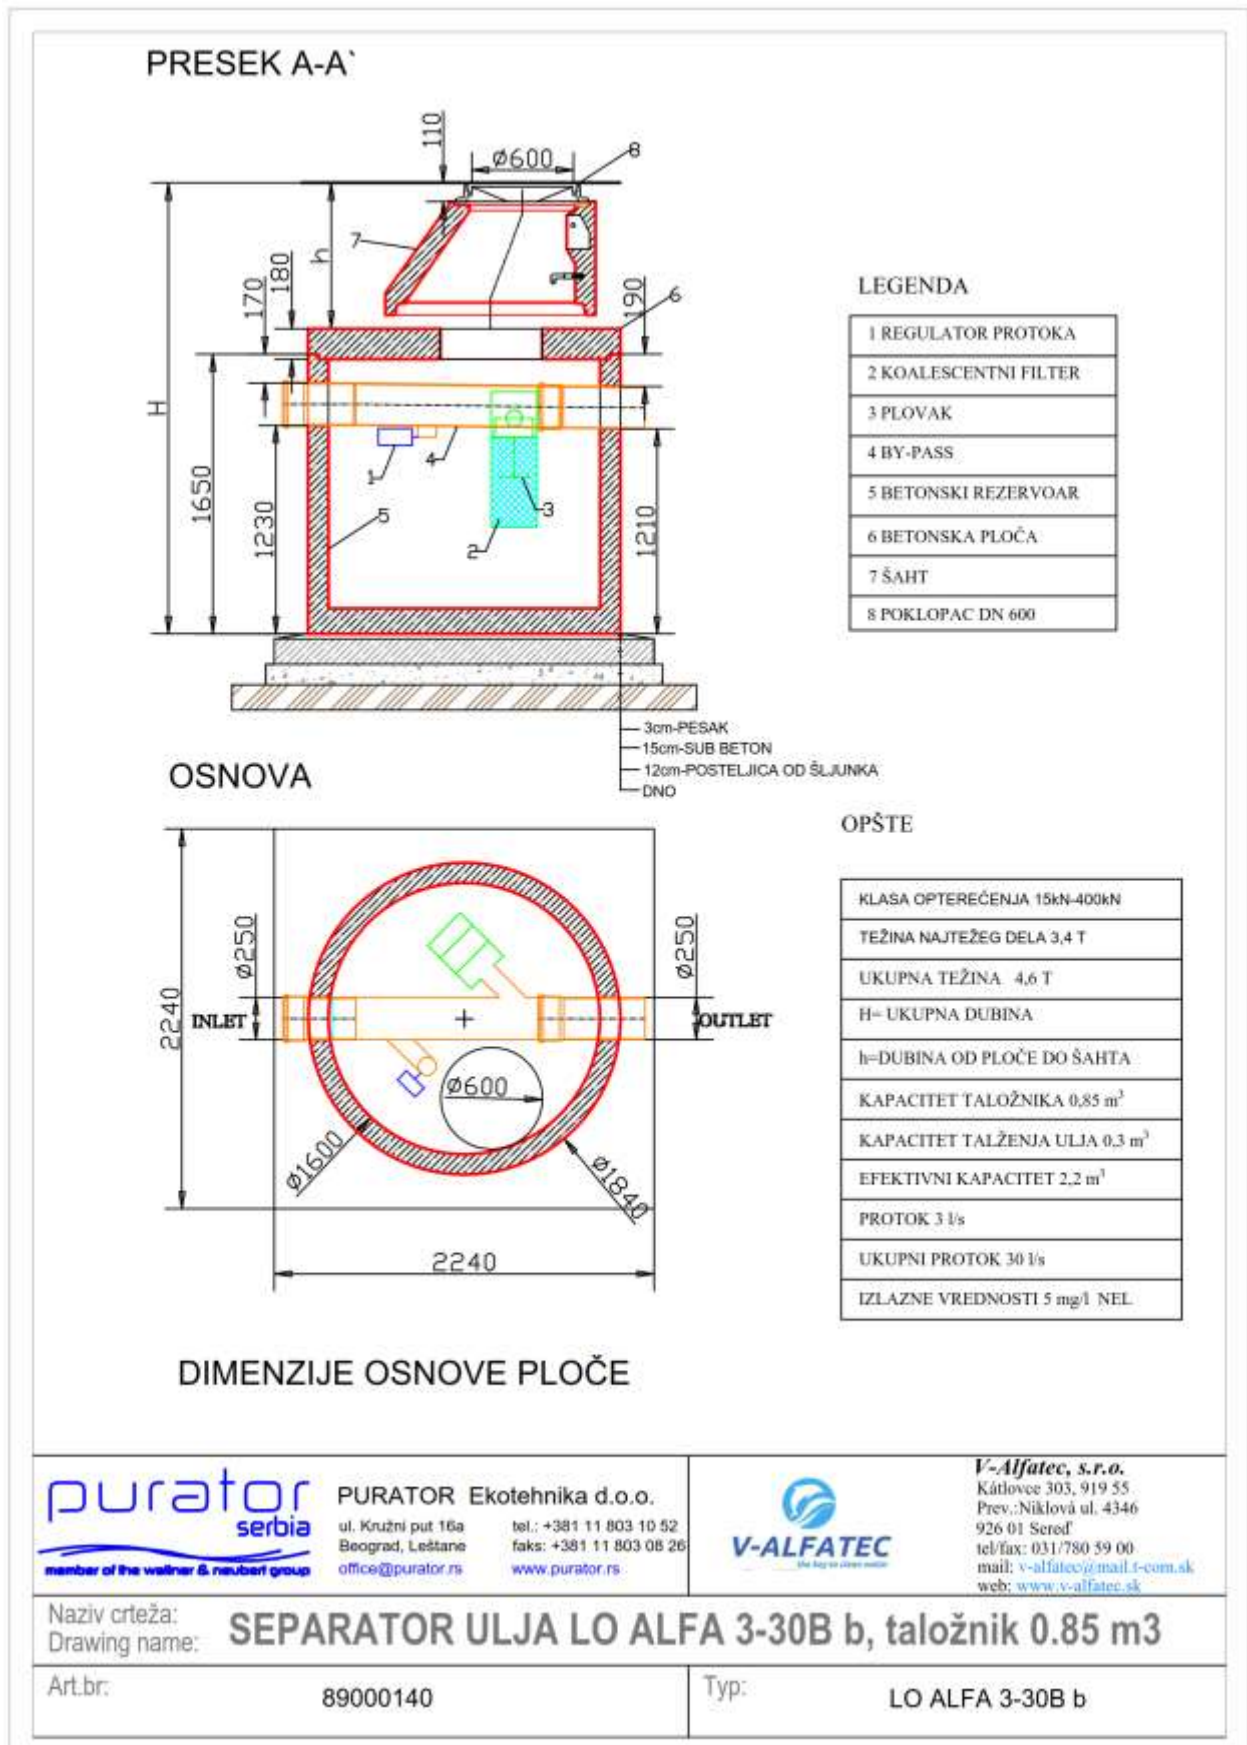 PRESEK A-A`
110
Ø600
8
7
h
180
170
190
6
H
1650
1230
1
4
5
2
3
1210
LEGENDA
1 REGULATOR PROTOKA
2 KOALESCENTNI FILTER
3 PLOVAK
4 BY-PASS
5 BETONSKI REZERVOAR
6 BETONSKA PLOČA
7 ŠAHT
8 POKLOPAC DN 600
3cm-PESAK
15cm-SUB BETON
12cm-POSTELJICA OD ŠLJUNKA
DNO
OSNOVA
2240
Ø250
INLET
Ø600
Ø1600
Ø1840
Ø250
OUTLET
2240
OPŠTE
KLASA OPTEREĆENJA 15kN-400kN
TEŽINA NAJTEŽEG DELA 3,4 T
UKUPNA TEŽINA 4,6 T
H= UKUPNA DUBINA
h=DUBINA OD PLOČE DO ŠAHTA
KAPACITET TALOŽNIKA 0,85 m³
KAPACITET TALŽENJA ULJA 0,3 m³
EFEKTIVNI KAPACITET 2,2 m³
PROTOK 3 l/s
UKUPNI PROTOK 30 l/s
IZLAZNE VREDNOSTI 5 mg/l NEL
DIMENZIJE OSNOVE PLOČE
purator
serbia
member of the wallner & neubert group
PURATOR Ekotehnika d.o.o.
ul. Kružni put 16a tel.: +381 11 803 10 52
Beograd, Leštane faks: +381 11 803 08 26
office@purator.rs www.purator.rs
V-ALFATEC
the key to clean water
V-Alfatec, s.r.o.
Kátlovce 303, 919 55
Prev.:Niklová ul. 4346
926 01 Sereď
tel/fax: 031/780 59 00
mail: v-alfatec@mail.t-com.sk
web: www.v-alfatec.sk
Naziv crteža:
Drawing name:
SEPARATOR ULJA LO ALFA 3-30B b, taložnik 0.85 m3
Art.br: 89000140
Typ: LO ALFA 3-30B b